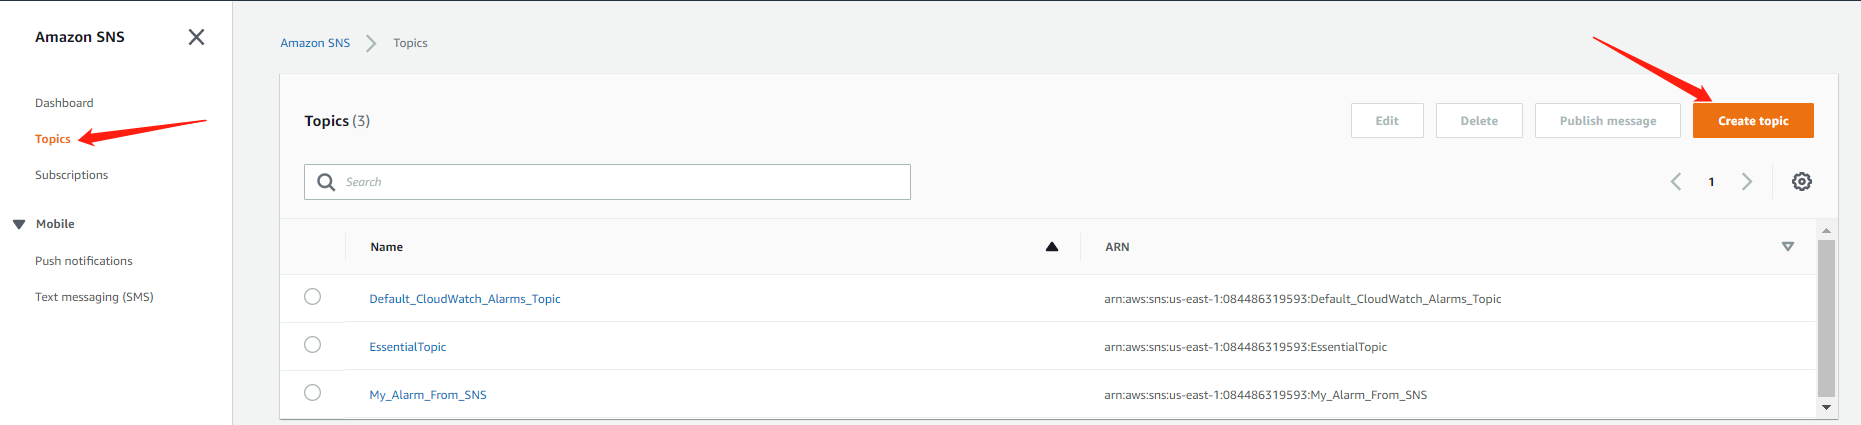 Amazon SNS
Dashboard
Topics
Subscriptions
Mobile
Push notifications
Text messaging (SMS)
Amazon SNS Topics
Topics (3)
Edit Delete Publish message Create topic
Search
1
Name ARN
Default_CloudWatch_Alarms_Topic arn:aws:sns:us-east-1:084486319593:Default_CloudWatch_Alarms_Topic
EssentialTopic arn:aws:sns:us-east-1:084486319593:EssentialTopic
My_Alarm_From_SNS arn:aws:sns:us-east-1:084486319593:My_Alarm_From_SNS